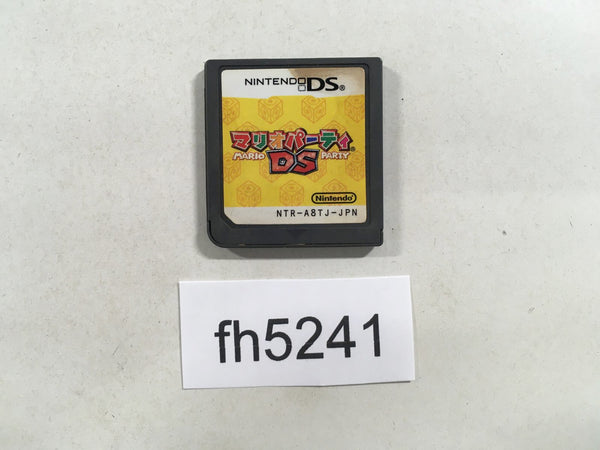 NINTENDO DS®
マリオパーティ®
MARIO DS PARTY
Nintendo
NTR-A8TJ-JPN
fh5241